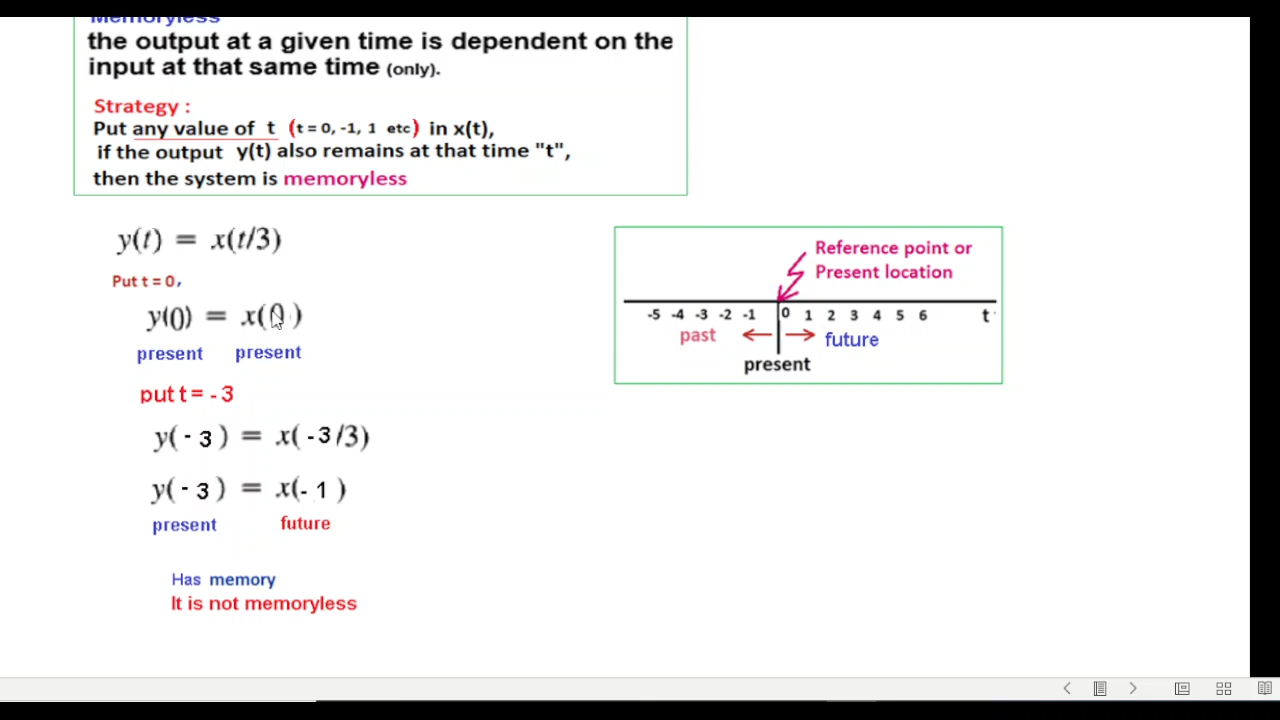 Memoryless
the output at a given time is dependent on the
input at that same time (only).
Strategy :
Put any value of t (t = 0, -1, 1 etc) in x(t),
if the output y(t) also remains at that time "t",
then the system is memoryless
y(t) = x(t/3)
Put t = 0,
y(0) = x(0 )
present present
put t = - 3
y( - 3 ) = x( - 3 /3)
y( - 3 ) = x( - 1 )
present future
Has memory
It is not memoryless
Reference point or
Present location
-5 -4 -3 -2 -1 0 1 2 3 4 5 6 t
past future
present